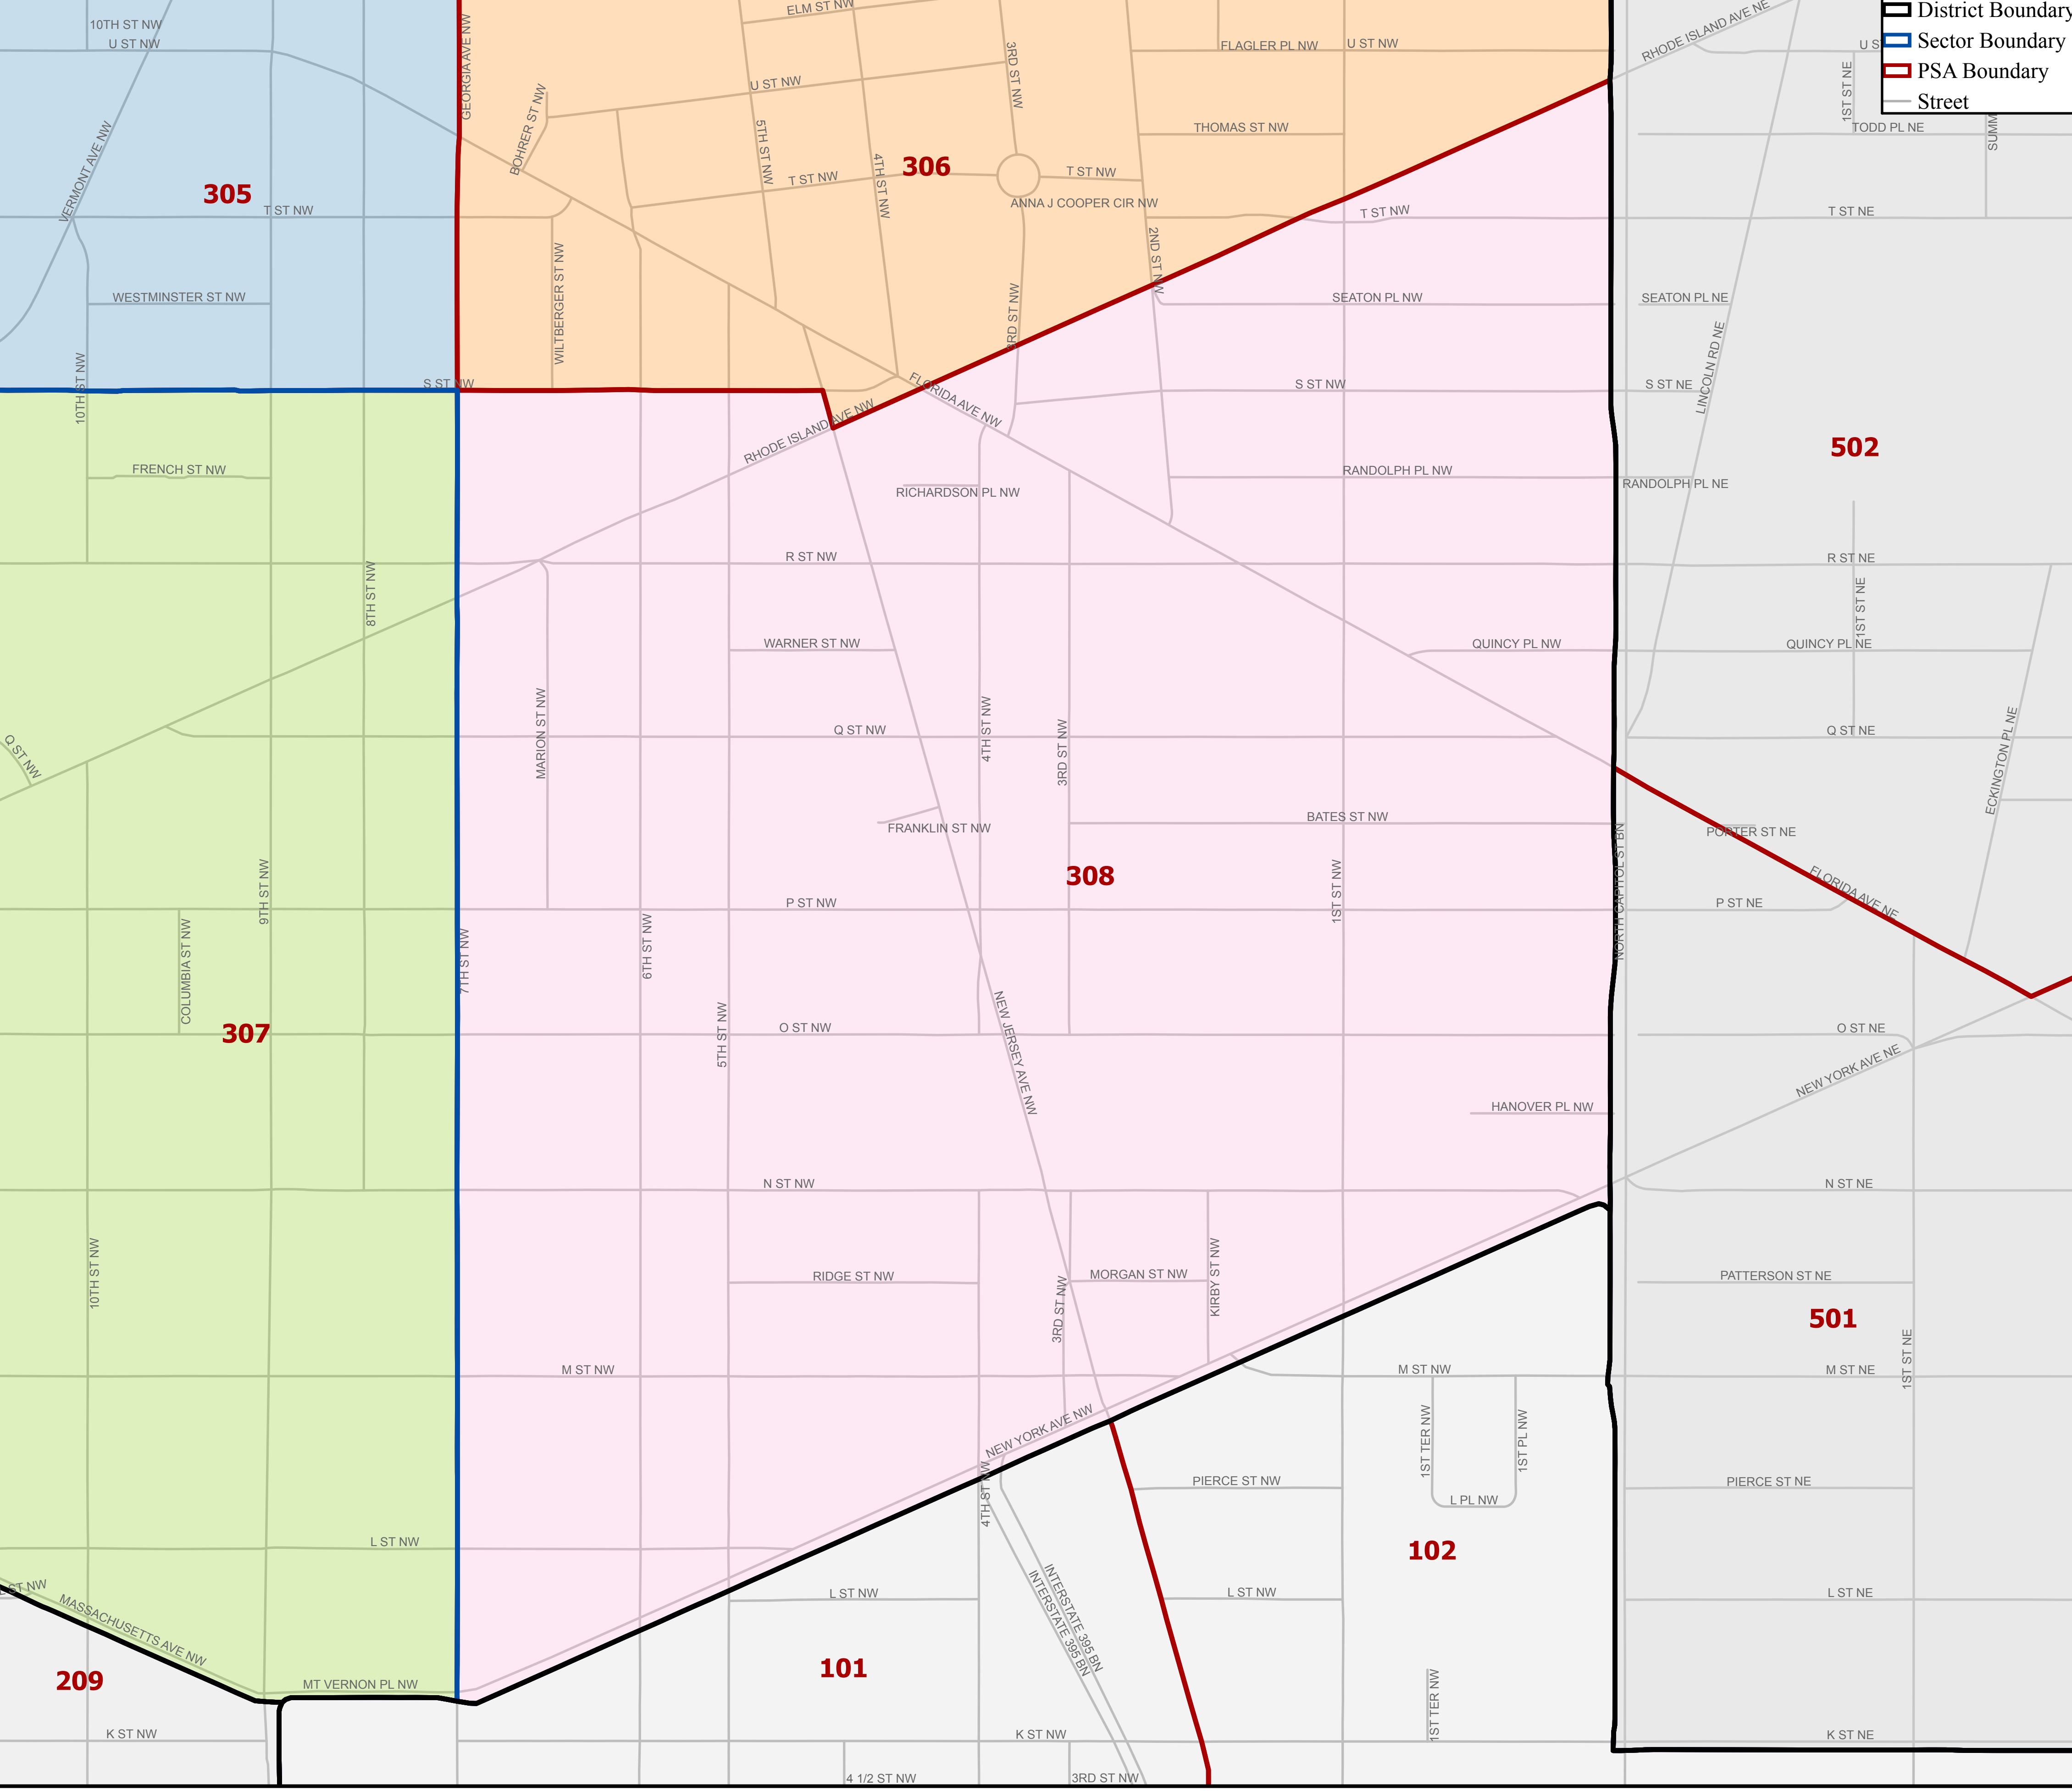 10TH ST NW
U ST NW
GEORGIA AVE NW
ELM ST NW
3RD ST NW
FLAGLER PL NW
U ST NW
RHODE ISLAND AVE NE
District Boundary
Sector Boundary
PSA Boundary
Street
U S
1ST ST NE
TODD PL NE
SUMM
VERMONT AVE NW
BOHRER ST NW
U ST NW
5TH ST NW
4TH ST NW
THOMAS ST NW
305
306
T ST NW
T ST NW
T ST NW
ANNA J COOPER CIR NW
T ST NW
T ST NE
2ND ST NW
WESTMINSTER ST NW
WILTBERGER ST NW
3RD ST NW
SEATON PL NW
SEATON PL NE
LINCOLN RD NE
10TH ST NW
S ST NW
FLORIDA AVE NW
S ST NW
S ST NE
RHODE ISLAND AVE NW
502
FRENCH ST NW
RICHARDSON PL NW
RANDOLPH PL NW
RANDOLPH PL NE
8TH ST NW
R ST NW
R ST NE
1ST ST NE
WARNER ST NW
QUINCY PL NW
QUINCY PL NE
Q ST NW
MARION ST NW
Q ST NW
4TH ST NW
3RD ST NW
Q ST NE
ECKINGTON PL NE
FRANKLIN ST NW
BATES ST NW
PORTER ST NE
308
9TH ST NW
1ST ST NW
NORTH CAPITOL ST BN
FLORIDA AVE NE
P ST NW
P ST NE
COLUMBIA ST NW
7TH ST NW
6TH ST NW
307
5TH ST NW
O ST NW
NEW JERSEY AVE NW
O ST NE
NEW YORK AVE NE
HANOVER PL NW
N ST NW
N ST NE
10TH ST NW
RIDGE ST NW
3RD ST NW
MORGAN ST NW
KIRBY ST NW
PATTERSON ST NE
501
M ST NW
M ST NW
M ST NE
1ST ST NE
NEW YORK AVE NW
1ST TER NW
1ST PL NW
4TH ST NW
PIERCE ST NW
L PL NW
PIERCE ST NE
L ST NW
102
L ST NW
MASSACHUSETTS AVE NW
L ST NW
INTERSTATE 395 BN
INTERSTATE 395 BN
L ST NW
L ST NE
209
101
MT VERNON PL NW
1ST TER NW
K ST NW
K ST NW
K ST NE
4 1/2 ST NW
3RD ST NW